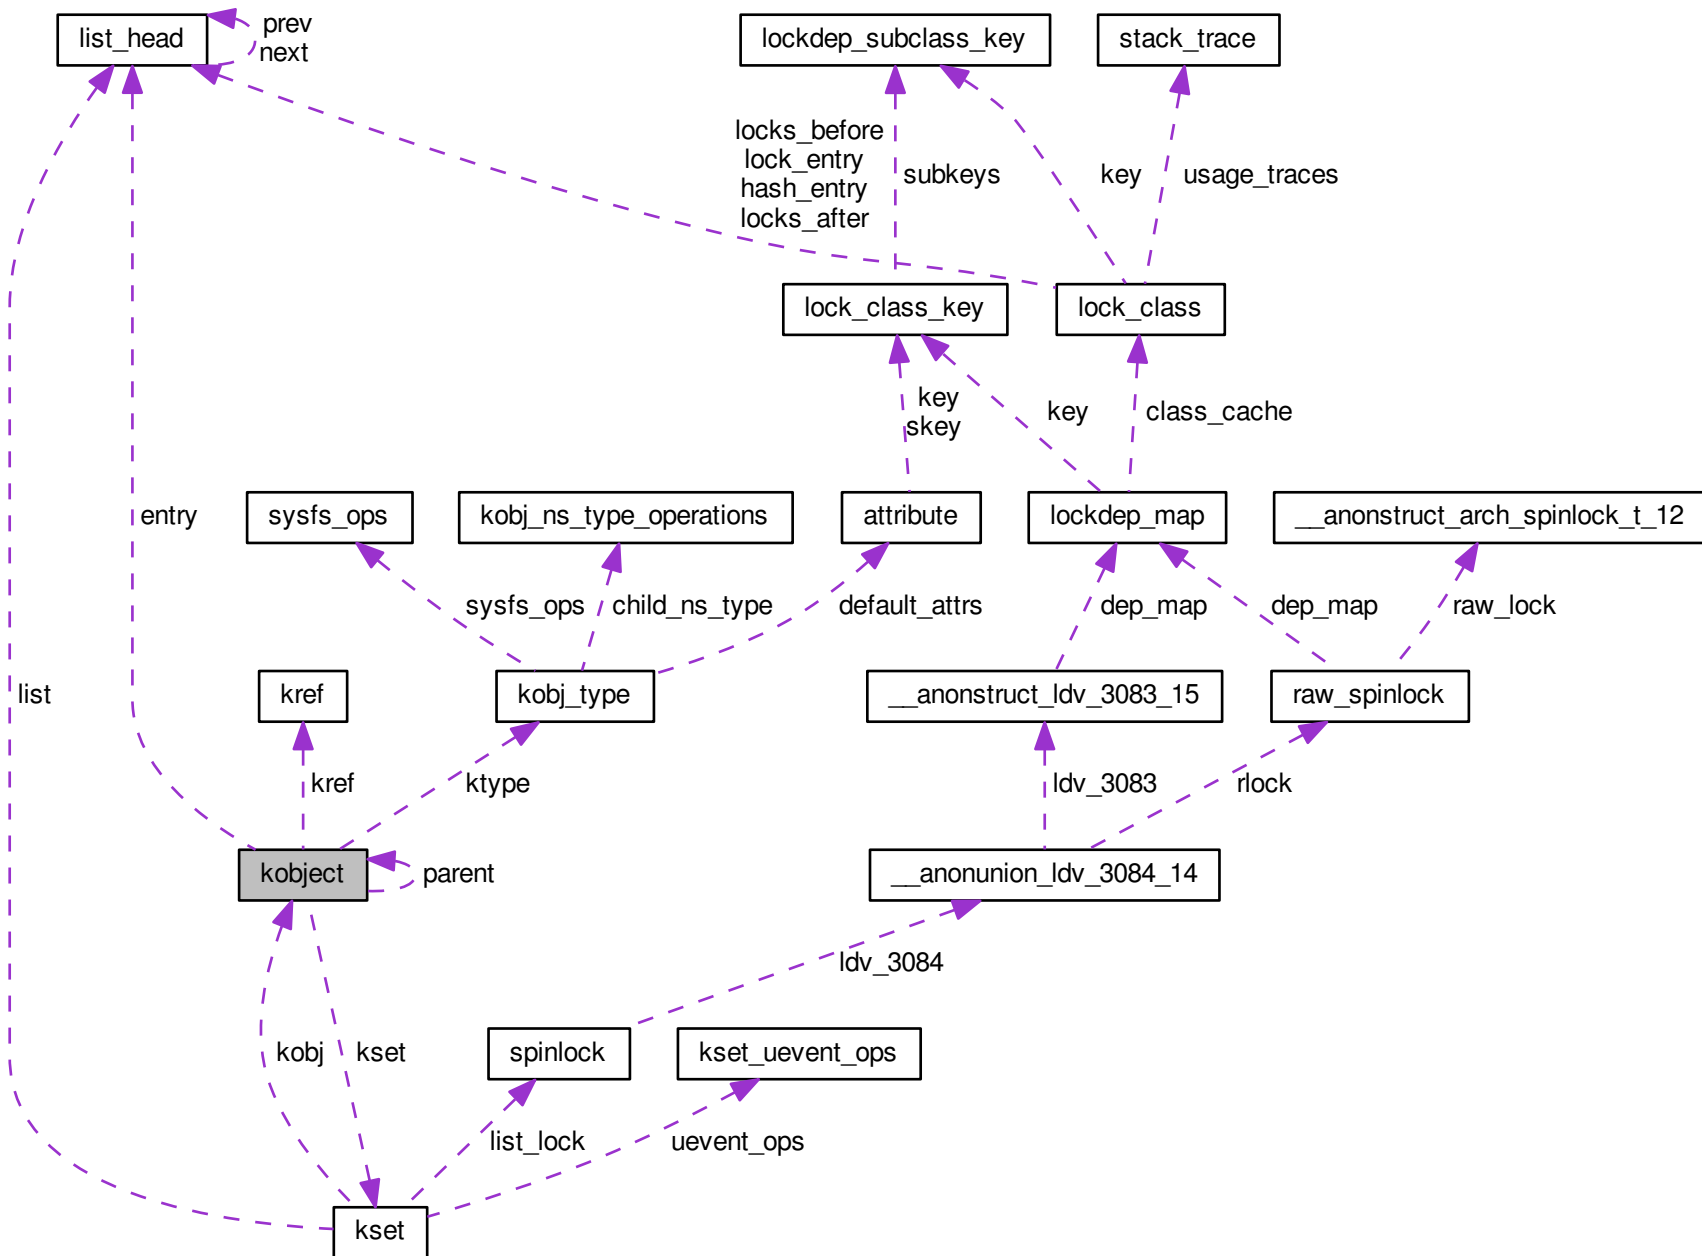 list_head
prev
next
lockdep_subclass_key
stack_trace
locks_before
lock_entry
hash_entry
locks_after
subkeys
key
usage_traces
lock_class_key
lock_class
key
skey
key
class_cache
entry
sysfs_ops
kobj_ns_type_operations
attribute
lockdep_map
__anonstruct_arch_spinlock_t_12
sysfs_ops
child_ns_type
default_attrs
dep_map
dep_map
raw_lock
list
kref
kobj_type
__anonstruct_ldv_3083_15
raw_spinlock
kref
ktype
ldv_3083
rlock
kobject
parent
__anonunion_ldv_3084_14
ldv_3084
kobj
kset
spinlock
kset_uevent_ops
list_lock
uevent_ops
kset